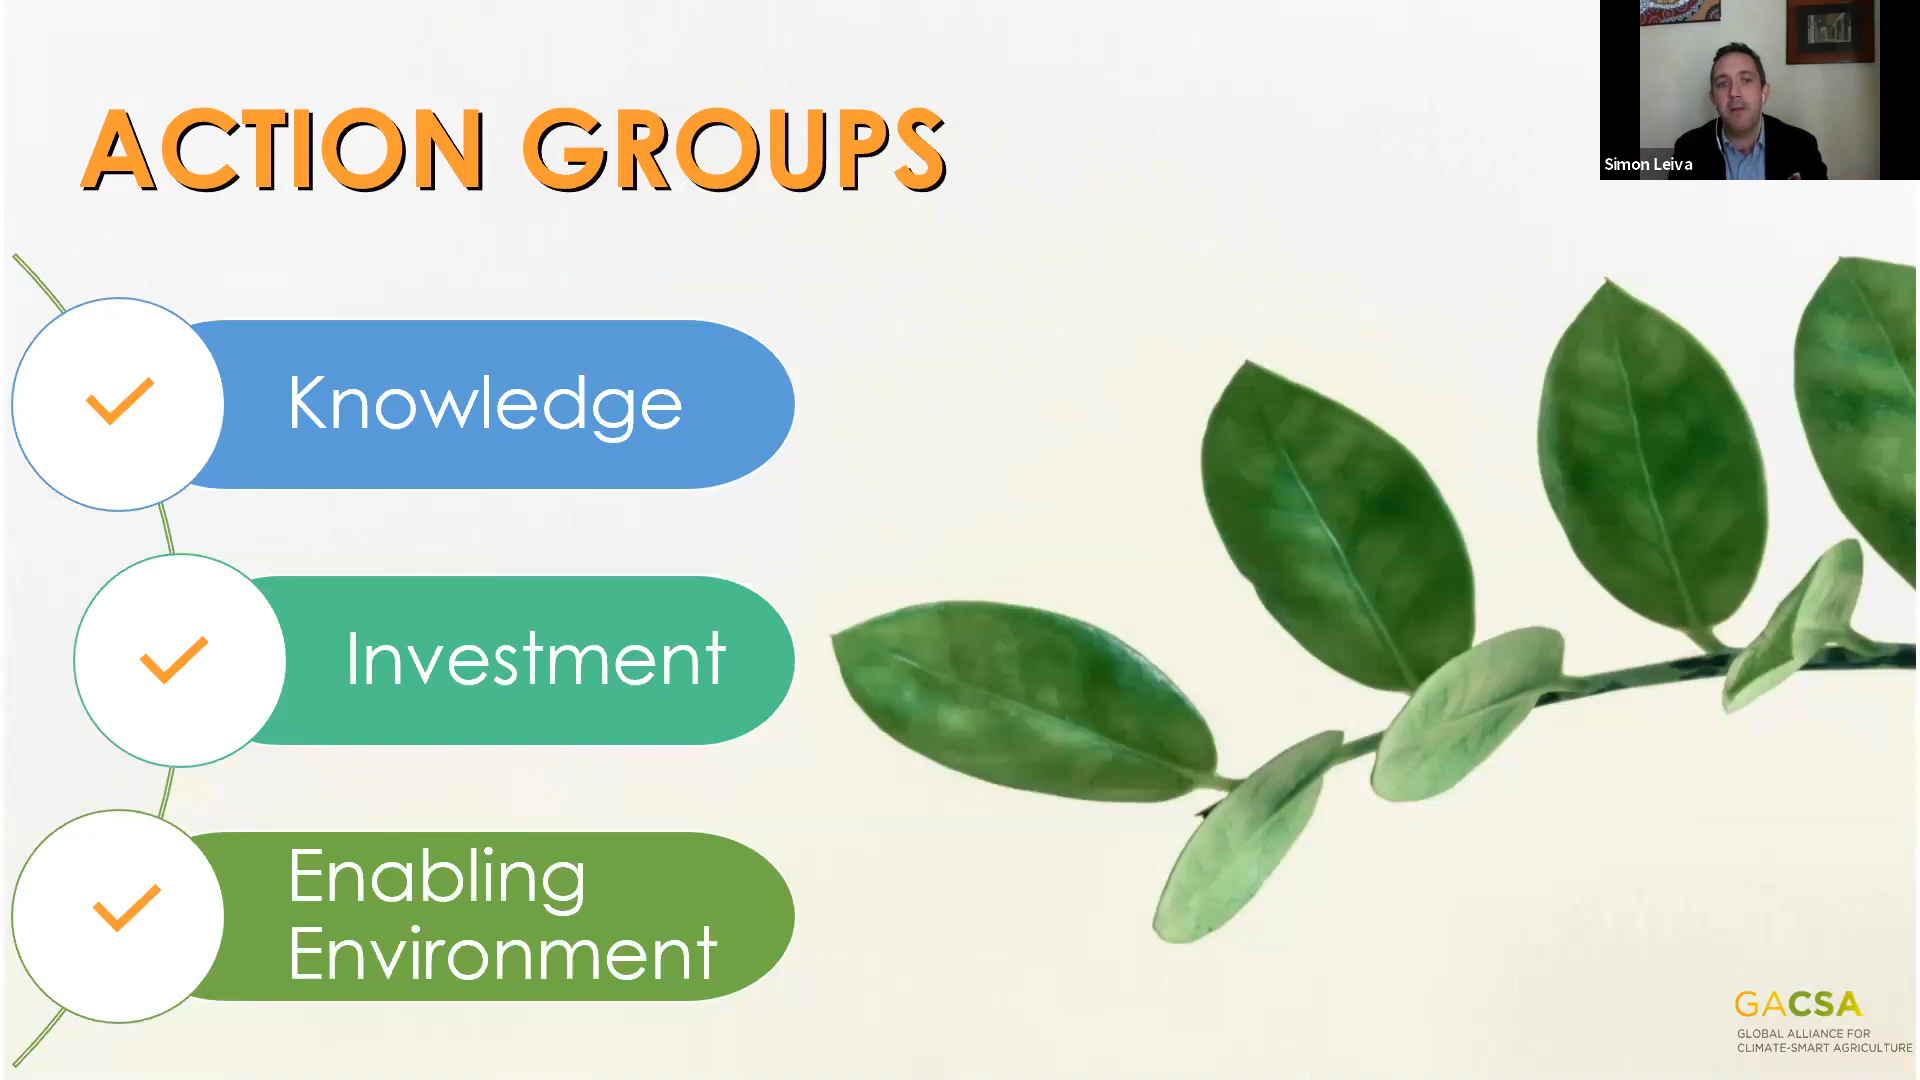 ACTION GROUPS
Simon Leiva
Knowledge
Investment
Enabling
Environment
GACSA
GLOBAL ALLIANCE FOR
CLIMATE-SMART AGRICULTURE